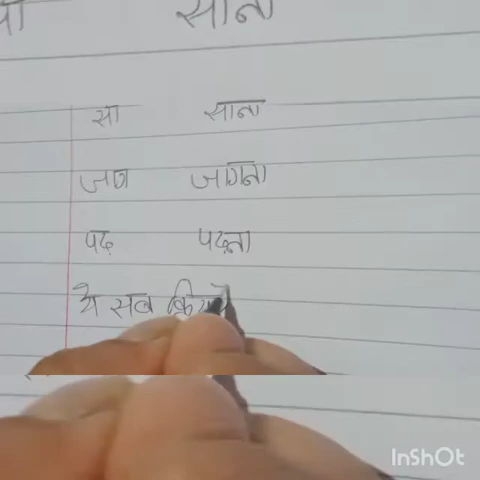 सोना
सो सोना
जाग जागना
पढ़ पढ़ना
ये सब
InShOt